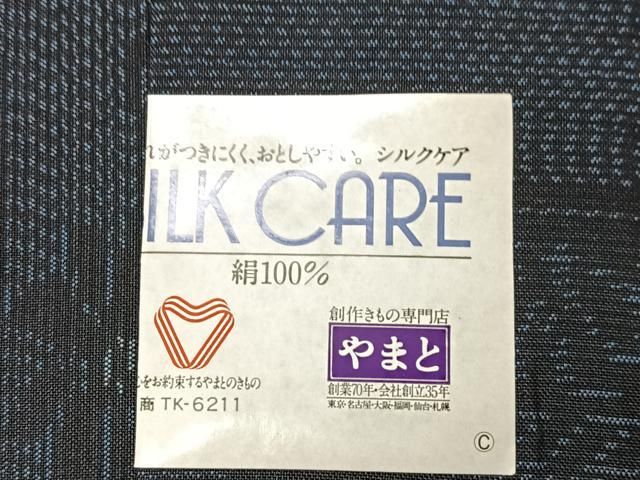 れがつきにくく、おとしやすい。シルクケア
ILK CARE
絹100%
創作きもの専門店
やまと
創業70年・会社創立35年
東京・名古屋・大阪・福岡・仙台・札幌
をお約束するやまとのきもの
商 TK-6211
©